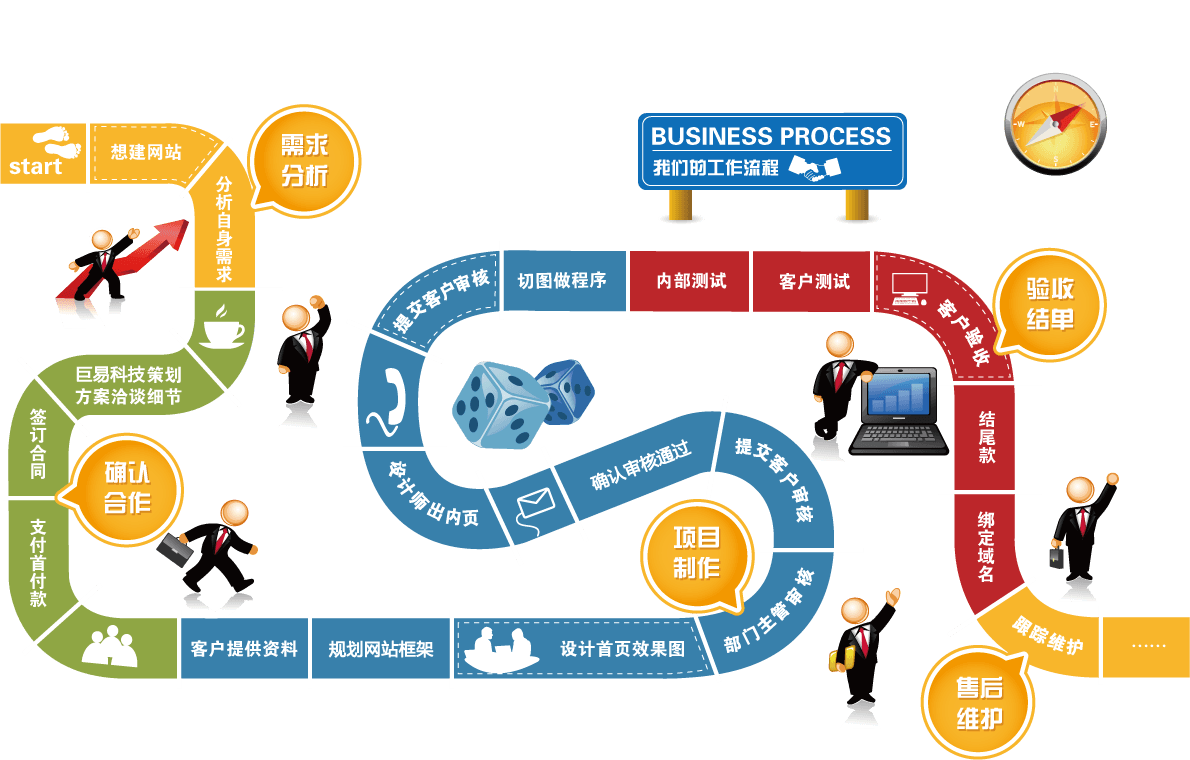 BUSINESS PROCESS
我们的工作流程
N
W
E
S
start
想建网站
需求
分析
分析自身需求
巨易科技策划
方案洽谈细节
签订合同
确认
合作
支付首付款
客户提供资料
规划网站框架
设计首页效果图
部门主管审核
项目
制作
提交客户审核
确认审核通过
设计师出内页
提交客户审核
切图做程序
内部测试
客户测试
客户验收
验收
结单
结尾款
绑定域名
跟踪维护
售后
维护
……